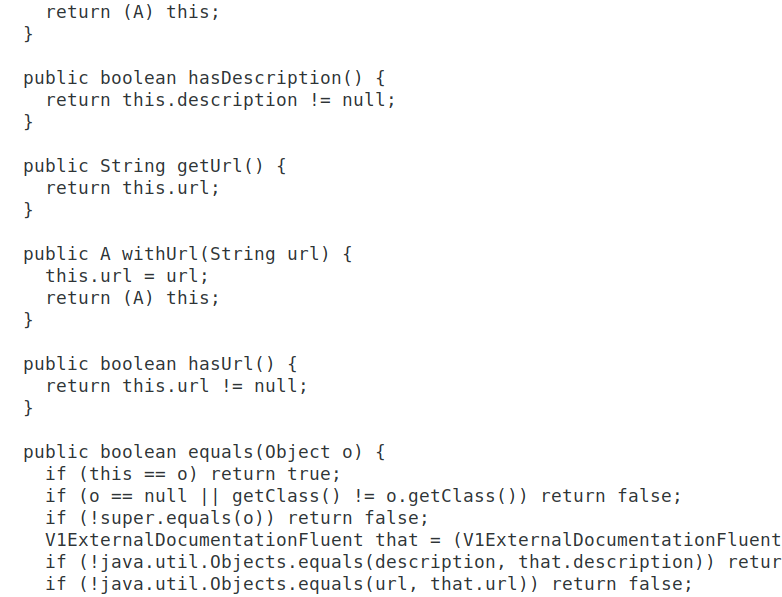 return (A) this;
}
public boolean hasDescription() {
return this.description != null;
}
public String getUrl() {
return this.url;
}
public A withUrl(String url) {
this.url = url;
return (A) this;
}
public boolean hasUrl() {
return this.url != null;
}
public boolean equals(Object o) {
if (this == o) return true;
if (o == null || getClass() != o.getClass()) return false;
if (!super.equals(o)) return false;
V1ExternalDocumentationFluent that = (V1ExternalDocumentationFluent
if (!java.util.Objects.equals(description, that.description)) retur
if (!java.util.Objects.equals(url, that.url)) return false;